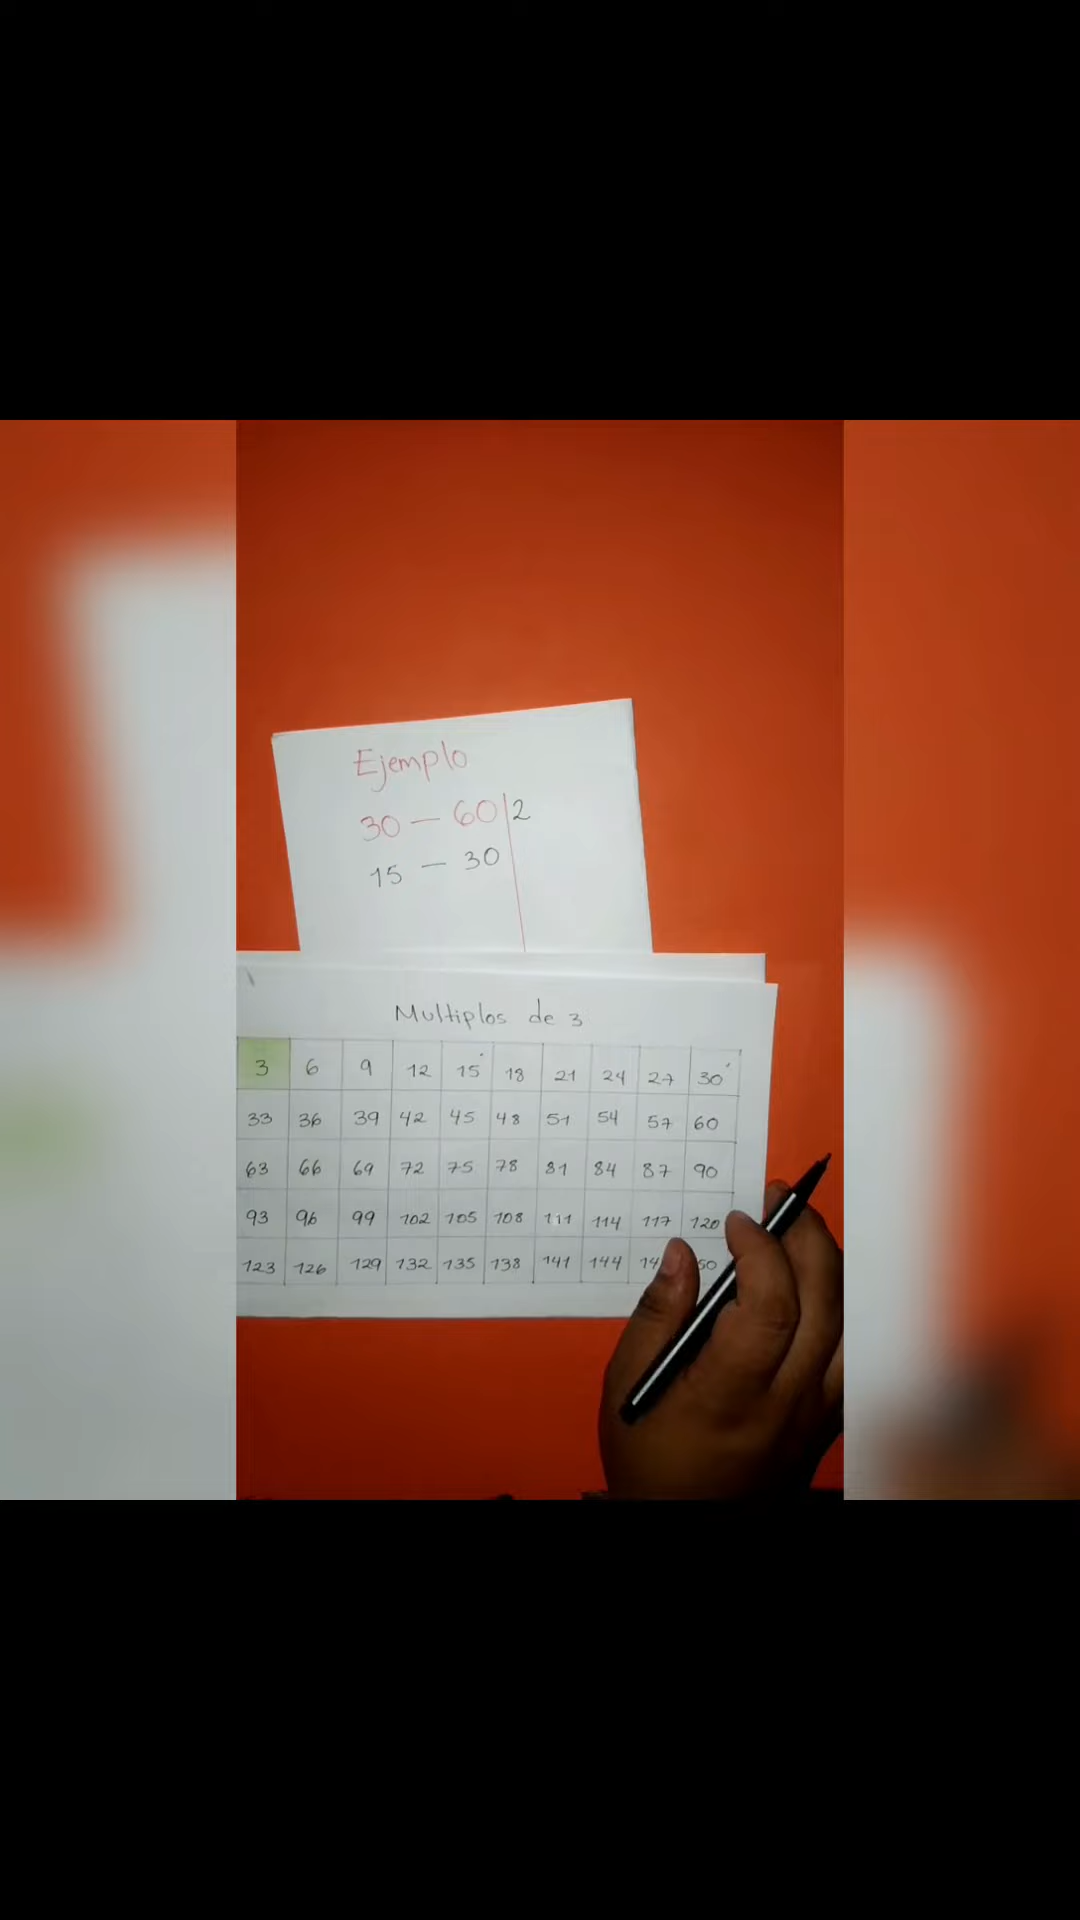 Ejemplo
30 — 60|2
15 — 30
Multiplos de 3
3 6 9 12 15 18 21 24 27 30
33 36 39 42 45 48 51 54 57 60
63 66 69 72 75 78 81 84 87 90
93 96 99 102 105 108 111 114 117 120
123 126 129 132 135 138 141 144